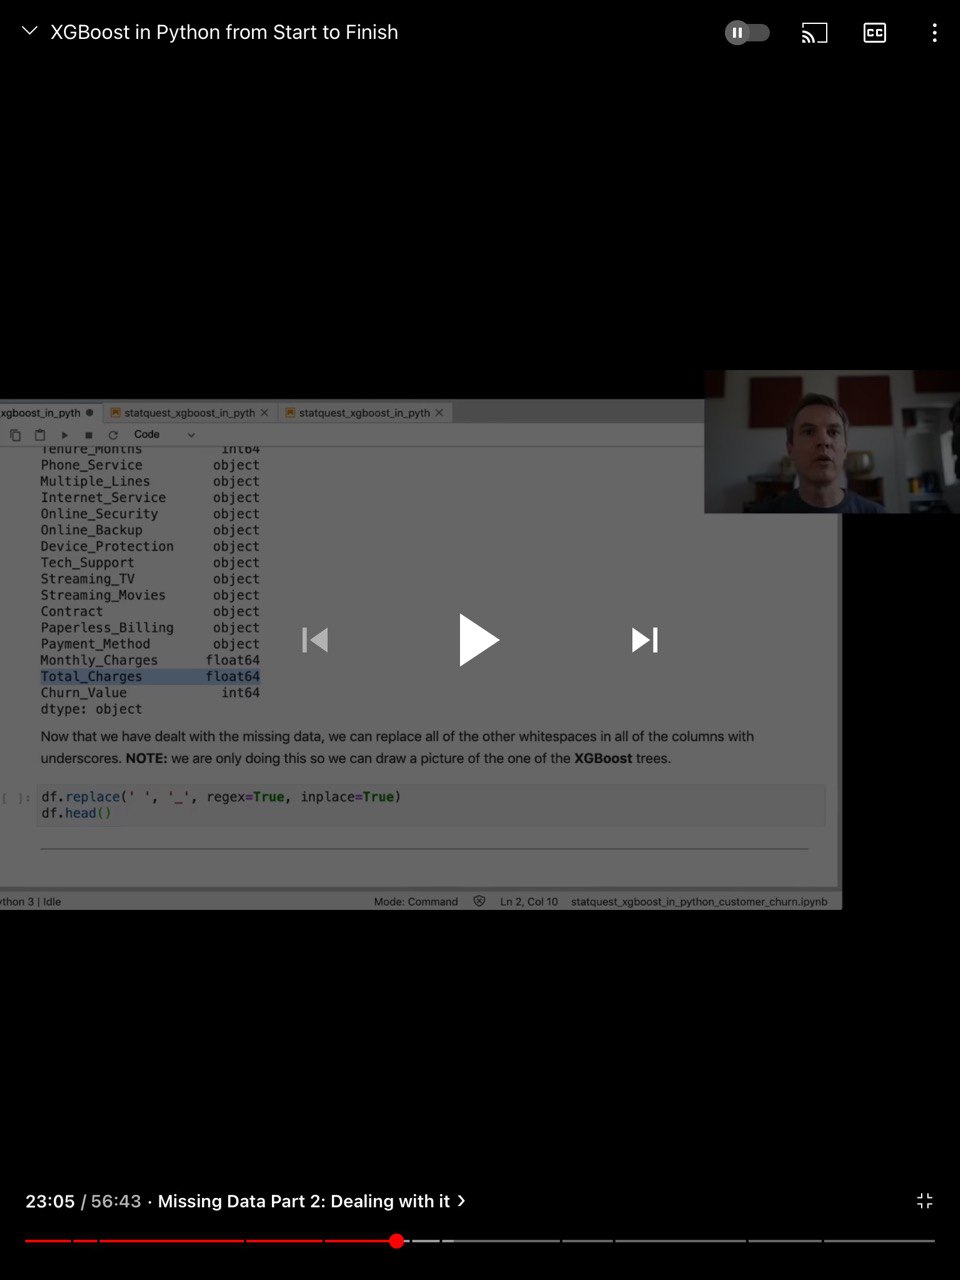 XGBoost in Python from Start to Finish
CC
xgboost_in_pyth
statquest_xgboost_in_pyth
statquest_xgboost_in_pyth
Code
Tenure_Months int64
Phone_Service object
Multiple_Lines object
Internet_Service object
Online_Security object
Online_Backup object
Device_Protection object
Tech_Support object
Streaming_TV object
Streaming_Movies object
Contract object
Paperless_Billing object
Payment_Method object
Monthly_Charges float64
Total_Charges float64
Churn_Value int64
dtype: object
Now that we have dealt with the missing data, we can replace all of the other whitespaces in all of the columns with
underscores. NOTE: we are only doing this so we can draw a picture of the one of the XGBoost trees.
[ ]: df.replace(' ', '_', regex=True, inplace=True)
df.head()
ython 3 | Idle
Mode: Command
Ln 2, Col 10
statquest_xgboost_in_python_customer_churn.ipynb
23:05 / 56:43 · Missing Data Part 2: Dealing with it